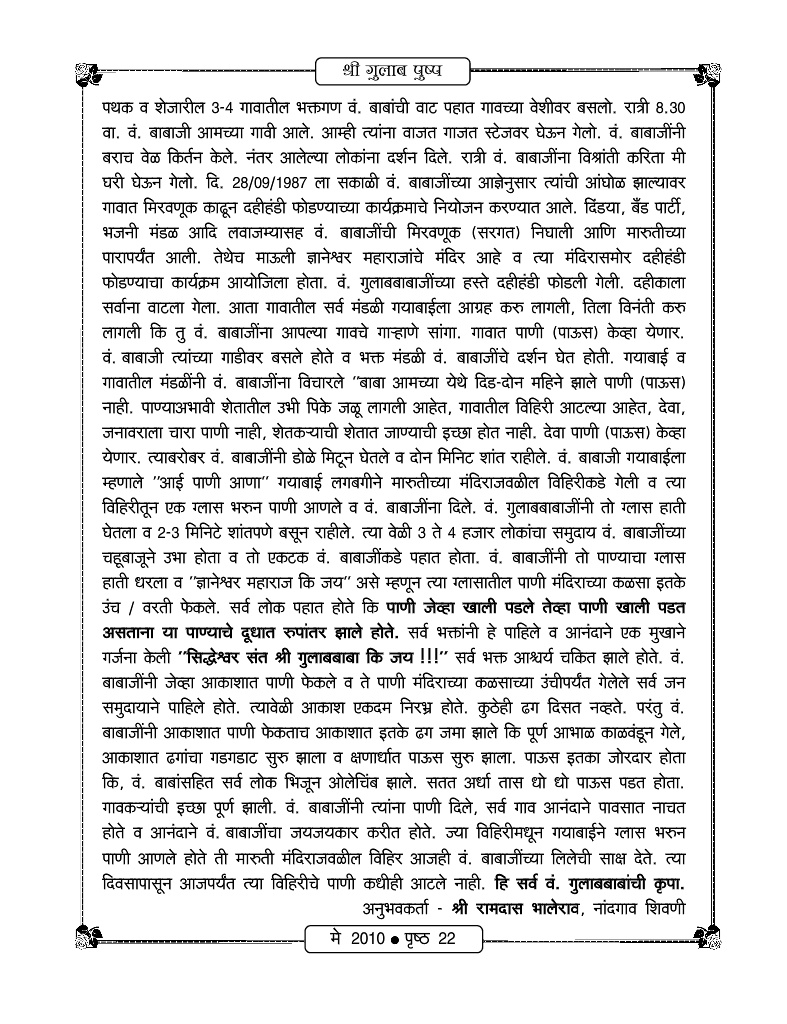 श्री गुलाब पुष्प
पथक व शेजारील 3-4 गावातील भक्तगण वं. बाबांची वाट पहात गावच्या वेशीवर बसलो. रात्री 8.30
वा. वं. बाबाजी आमच्या गावी आले. आम्ही त्यांना वाजत गाजत स्टेजवर घेऊन गेलो. वं. बाबाजींनी
बराच वेळ किर्तन केले. नंतर आलेल्या लोकांना दर्शन दिले. रात्री वं. बाबाजींना विश्रांती करिता मी
घरी घेऊन गेलो. दि. 28/09/1987 ला सकाळी वं. बाबाजींच्या आज्ञेनुसार त्यांची आंघोळ झाल्यावर
गावात मिरवणूक काढून दहीहंडी फोडण्याच्या कार्यक्रमाचे नियोजन करण्यात आले. दिंडया, बँड पार्टी,
भजनी मंडळ आदि लवाजम्यासह वं. बाबाजींची मिरवणूक (सरगत) निघाली आणि मारुतीच्या
पारापर्यंत आली. तेथेच माऊली ज्ञानेश्वर महाराजांचे मंदिर आहे व त्या मंदिरासमोर दहीहंडी
फोडण्याचा कार्यक्रम आयोजिला होता. वं. गुलाबबाबाजींच्या हस्ते दहीहंडी फोडली गेली. दहीकाला
सर्वाना वाटला गेला. आता गावातील सर्व मंडळी गयाबाईला आग्रह करु लागली, तिला विनंती करु
लागली कि तु वं. बाबाजींना आपल्या गावचे गाऱ्हाणे सांगा. गावात पाणी (पाऊस) केव्हा येणार.
वं. बाबाजी त्यांच्या गाडीवर बसले होते व भक्त मंडळी वं. बाबाजींचे दर्शन घेत होती. गयाबाई व
गावातील मंडळींनी वं. बाबाजींना विचारले ''बाबा आमच्या येथे दिड-दोन महिने झाले पाणी (पाऊस)
नाही. पाण्याअभावी शेतातील उभी पिके जळू लागली आहेत, गावातील विहिरी आटल्या आहेत, देवा,
जनावराला चारा पाणी नाही, शेतकऱ्याची शेतात जाण्याची इच्छा होत नाही. देवा पाणी (पाऊस) केव्हा
येणार. त्याबरोबर वं. बाबाजींनी डोळे मिटून घेतले व दोन मिनिट शांत राहीले. वं. बाबाजी गयाबाईला
म्हणाले ''आई पाणी आणा'' गयाबाई लगबगीने मारुतीच्या मंदिराजवळील विहिरीकडे गेली व त्या
विहिरीतून एक ग्लास भरुन पाणी आणले व वं. बाबाजींना दिले. वं. गुलाबबाबाजींनी तो ग्लास हाती
घेतला व 2-3 मिनिटे शांतपणे बसून राहीले. त्या वेळी 3 ते 4 हजार लोकांचा समुदाय वं. बाबाजींच्या
चहूबाजूने उभा होता व तो एकटक वं. बाबाजींकडे पहात होता. वं. बाबाजींनी तो पाण्याचा ग्लास
हाती धरला व ''ज्ञानेश्वर महाराज कि जय'' असे म्हणून त्या ग्लासातील पाणी मंदिराच्या कळसा इतके
उंच / वरती फेकले. सर्व लोक पहात होते कि पाणी जेव्हा खाली पडले तेव्हा पाणी खाली पडत
असताना या पाण्याचे दूधात रुपांतर झाले होते. सर्व भक्तांनी हे पाहिले व आनंदाने एक मुखाने
गर्जना केली ''सिद्धेश्वर संत श्री गुलाबबाबा कि जय !!!'' सर्व भक्त आश्चर्य चकित झाले होते. वं.
बाबाजींनी जेव्हा आकाशात पाणी फेकले व ते पाणी मंदिराच्या कळसाच्या उंचीपर्यंत गेलेले सर्व जन
समुदायाने पाहिले होते. त्यावेळी आकाश एकदम निरभ्र होते. कुठेही ढग दिसत नव्हते. परंतु वं.
बाबाजींनी आकाशात पाणी फेकताच आकाशात इतके ढग जमा झाले कि पूर्ण आभाळ काळवंडून गेले,
आकाशात ढगांचा गडगडाट सुरु झाला व क्षणार्धात पाऊस सुरु झाला. पाऊस इतका जोरदार होता
कि, वं. बाबांसहित सर्व लोक भिजून ओलेचिंब झाले. सतत अर्धा तास धो धो पाऊस पडत होता.
गावकऱ्यांची इच्छा पूर्ण झाली. वं. बाबाजींनी त्यांना पाणी दिले, सर्व गाव आनंदाने पावसात नाचत
होते व आनंदाने वं. बाबाजींचा जयजयकार करीत होते. ज्या विहिरीमधून गयाबाईने ग्लास भरुन
पाणी आणले होते ती मारुती मंदिराजवळील विहिर आजही वं. बाबाजींच्या लिलेची साक्ष देते. त्या
दिवसापासून आजपर्यंत त्या विहिरीचे पाणी कधीही आटले नाही. हि सर्व वं. गुलाबबाबांची कृपा.
अनुभवकर्ता - श्री रामदास भालेराव, नांदगाव शिवणी
मे 2010 ● पृष्ठ 22